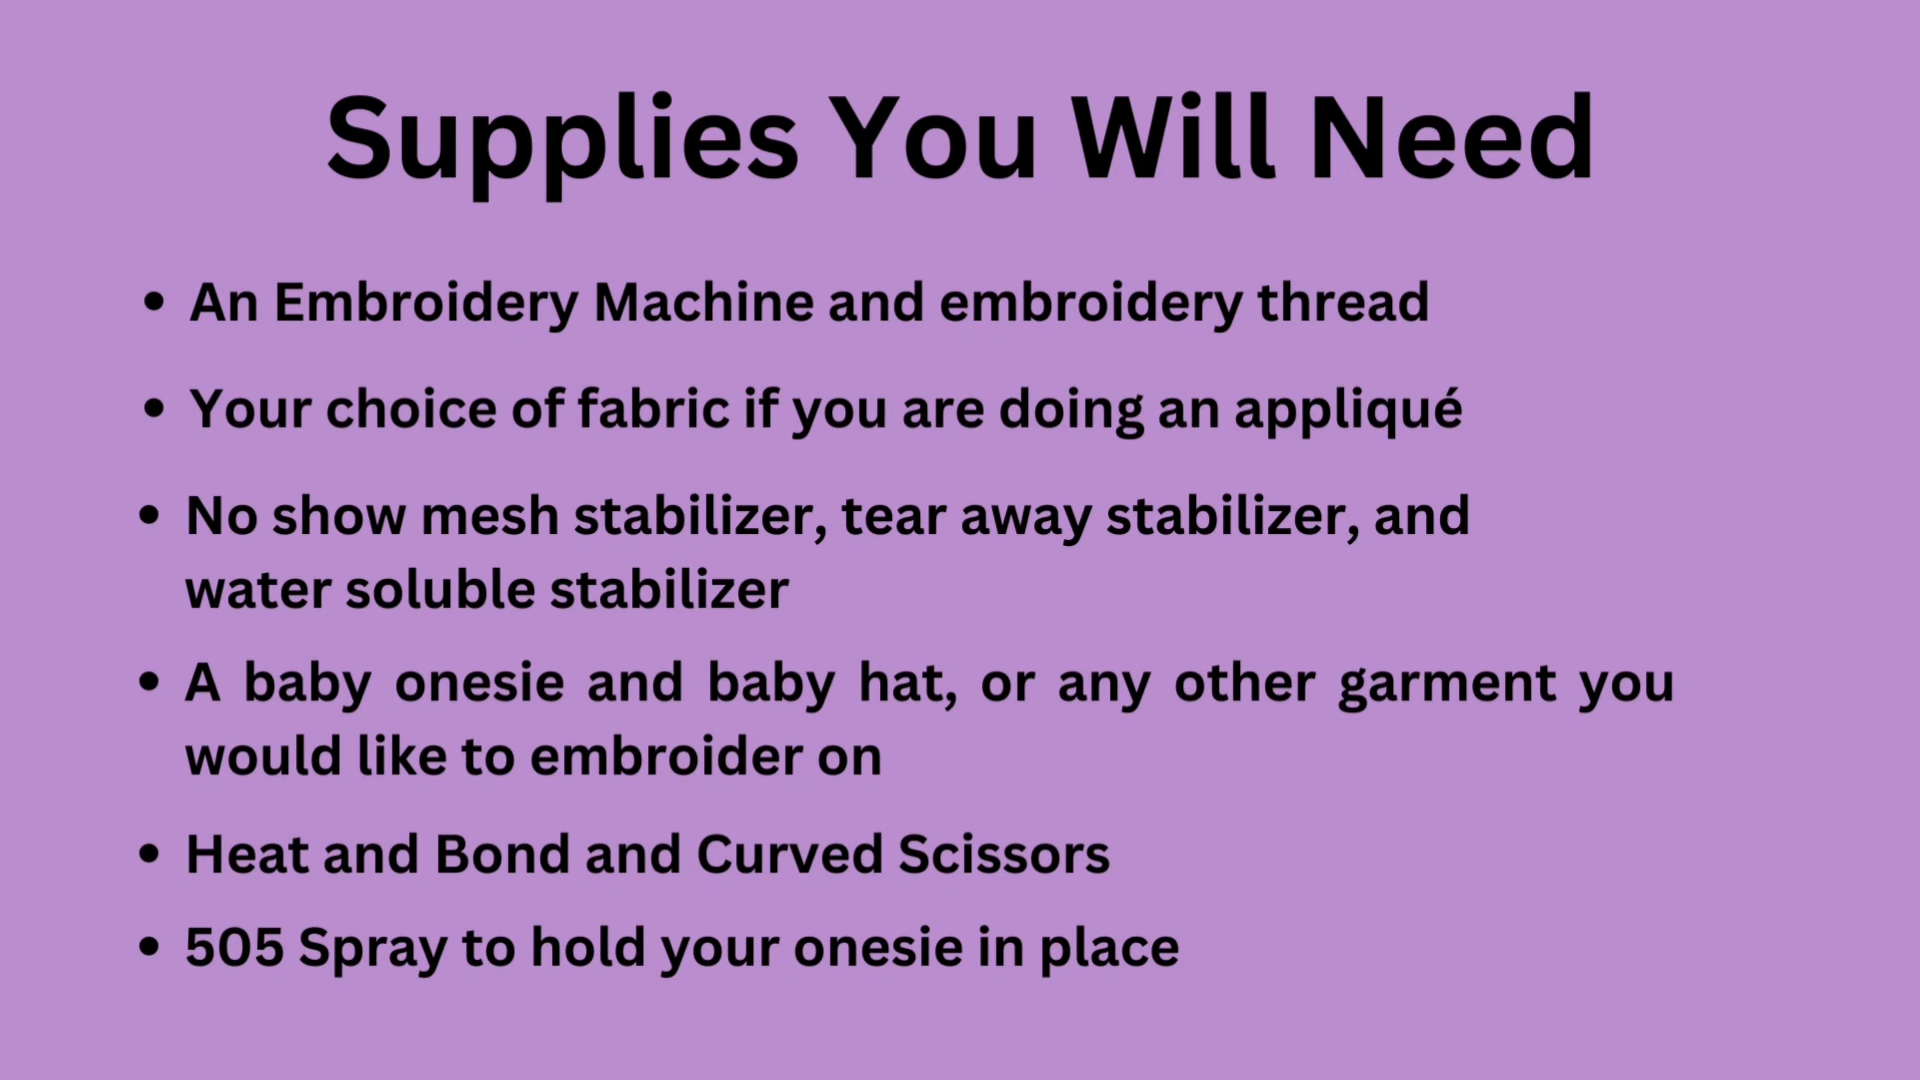 Supplies You Will Need
• An Embroidery Machine and embroidery thread
• Your choice of fabric if you are doing an appliqué
• No show mesh stabilizer, tear away stabilizer, and
water soluble stabilizer
• A baby onesie and baby hat, or any other garment you
would like to embroider on
• Heat and Bond and Curved Scissors
• 505 Spray to hold your onesie in place